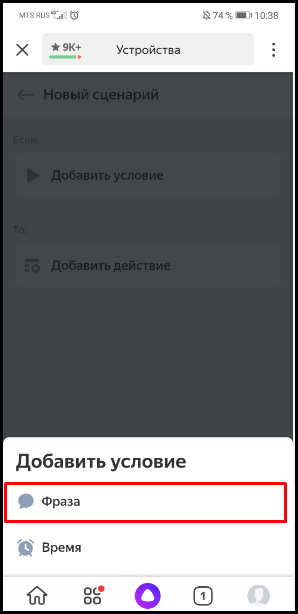 MTS RUS 4G 74 % 10:38
9K+ Устройства
Новый сценарий
Если:
Добавить условие
То:
Добавить действие
Добавить условие
Фраза
Время
1